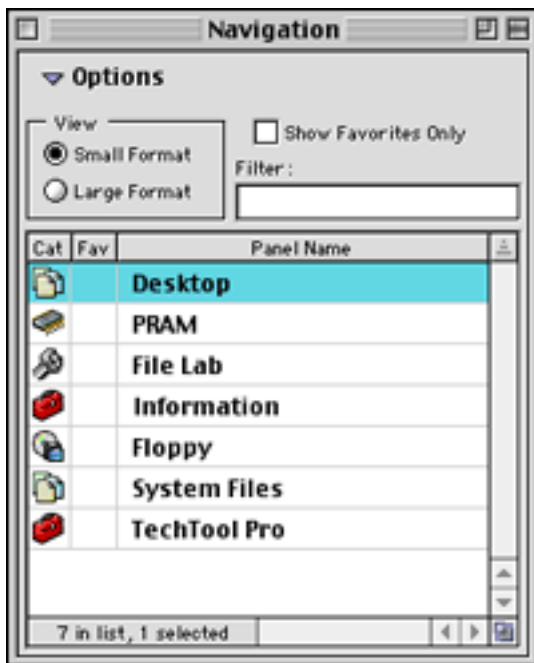 Navigation
Options
View
Small Format
Large Format
Show Favorites Only
Filter:
Cat Fav Panel Name
Desktop
PRAM
File Lab
Information
Floppy
System Files
TechTool Pro
7 in list, 1 selected